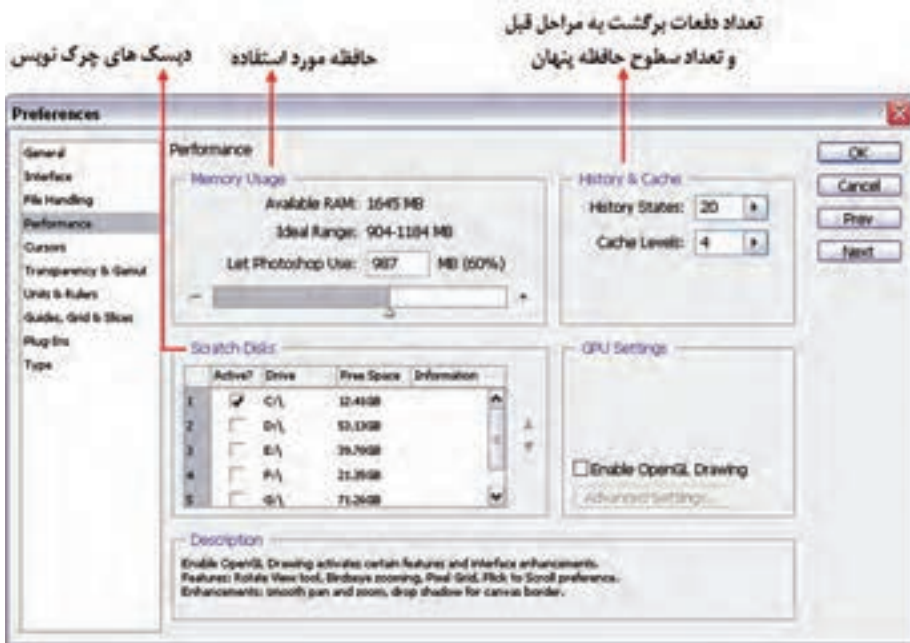 تعداد دفعات برگشت به مراحل قبل
و تعداد سطوح حافظه پنهان
حافظه مورد استفاده
دیسک های چرک نویس
Preferences
General
Interface
File Handling
Performance
Cursors
Transparency & Gamut
Units & Rulers
Guides, Grid & Slices
Plug-Ins
Type
Performance
Memory Usage
Available RAM: 1645 MB
Ideal Range: 904-1184 MB
Let Photoshop Use: 987 MB (60%)
- +
History & Cache
History States: 20
Cache Levels: 4
OK
Cancel
Prev
Next
Scratch Disks
Active? Drive Free Space Information
1 C:\ 12.41GB
2 D:\ 53.13GB
3 E:\ 39.79GB
4 F:\ 21.35GB
5 G:\ 71.26GB
GPU Settings
Enable OpenGL Drawing
Advanced Settings...
Description
Enable OpenGL Drawing activates certain features and interface enhancements.
Features: Rotate View tool, Birdseye zooming, Pixel Grid, Flick to Scroll preference.
Enhancements: smooth pan and zoom, drop shadow for canvas border.